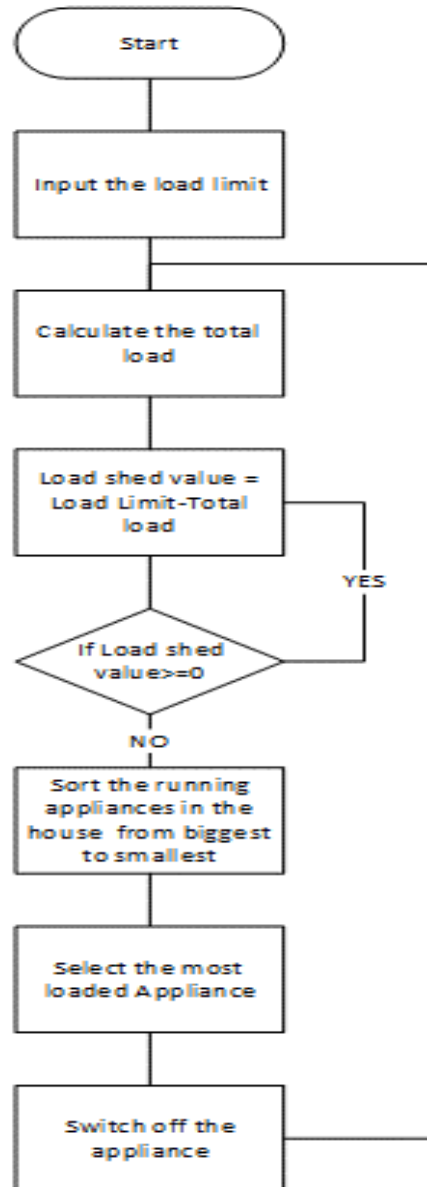 Start
Input the load limit
Calculate the total
load
Load shed value =
Load Limit-Total
load
YES
If Load shed
value>=0
NO
Sort the running
appliances in the
house from biggest
to smallest
Select the most
loaded Appliance
Switch off the
appliance